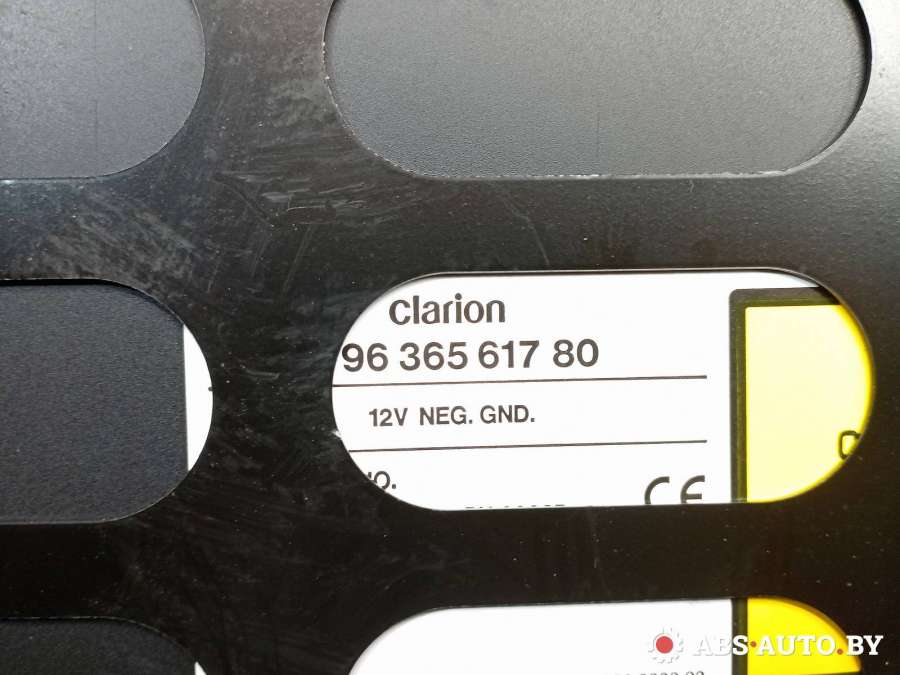 clarion
96 365 617 80
12V NEG. GND.
CE
ABS-AUTO.BY